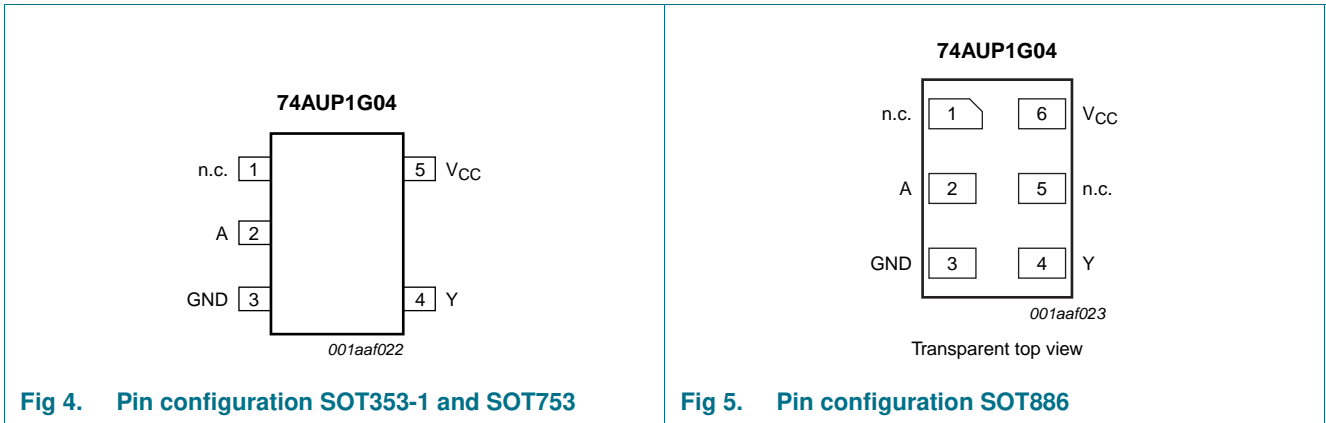 74AUP1G04
n.c. 1 5 VCC
A 2
GND 3 4 Y
001aaf022
Fig 4. Pin configuration SOT353-1 and SOT753
74AUP1G04
n.c. 1 6 VCC
A 2 5 n.c.
GND 3 4 Y
001aaf023
Transparent top view
Fig 5. Pin configuration SOT886